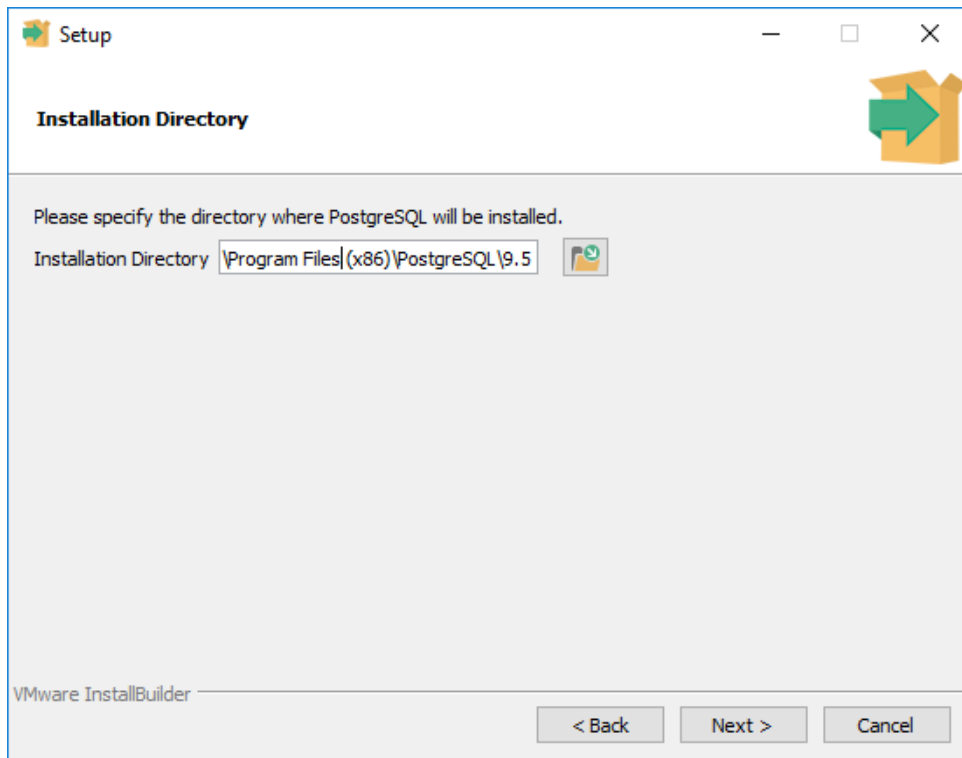 Setup
Installation Directory
Please specify the directory where PostgreSQL will be installed.
Installation Directory \Program Files (x86)\PostgreSQL\9.5
VMware InstallBuilder
< Back Next > Cancel